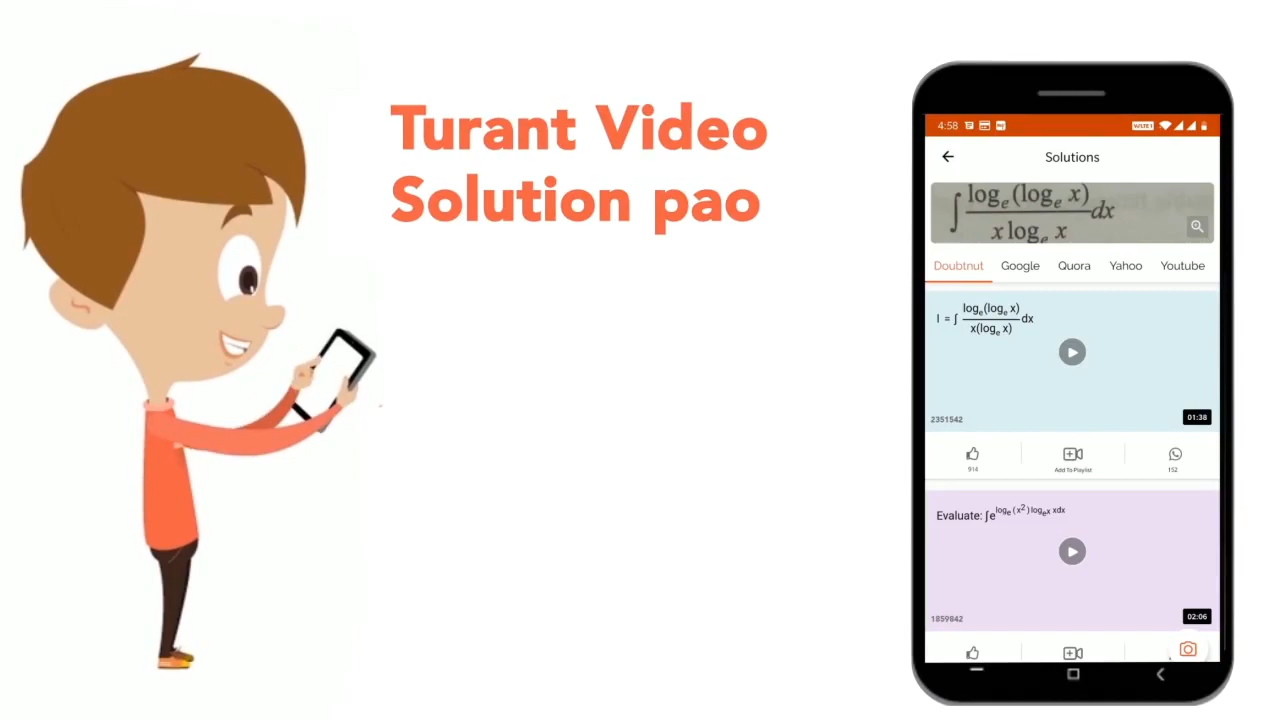 Turant Video
Solution pao
4:58
VoLTE1
Solutions
∫ logₑ(logₑ x) / x logₑ x dx
Doubtnut Google Quora Yahoo Youtube
I = ∫ logₑ(logₑ x) / x(logₑ x) dx
2351542 01:38
914 Add To Playlist 152
Evaluate: ∫e^logₑ(x²)logₑx xdx
1859842 02:06